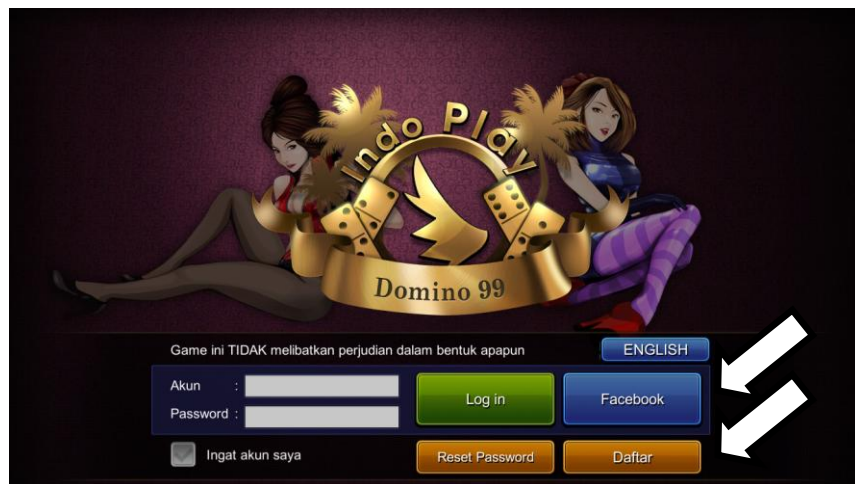 Indo Play
Domino 99
Game ini TIDAK melibatkan perjudian dalam bentuk apapun
ENGLISH
Akun :
Log in
Facebook
Password :
Ingat akun saya
Reset Password
Daftar